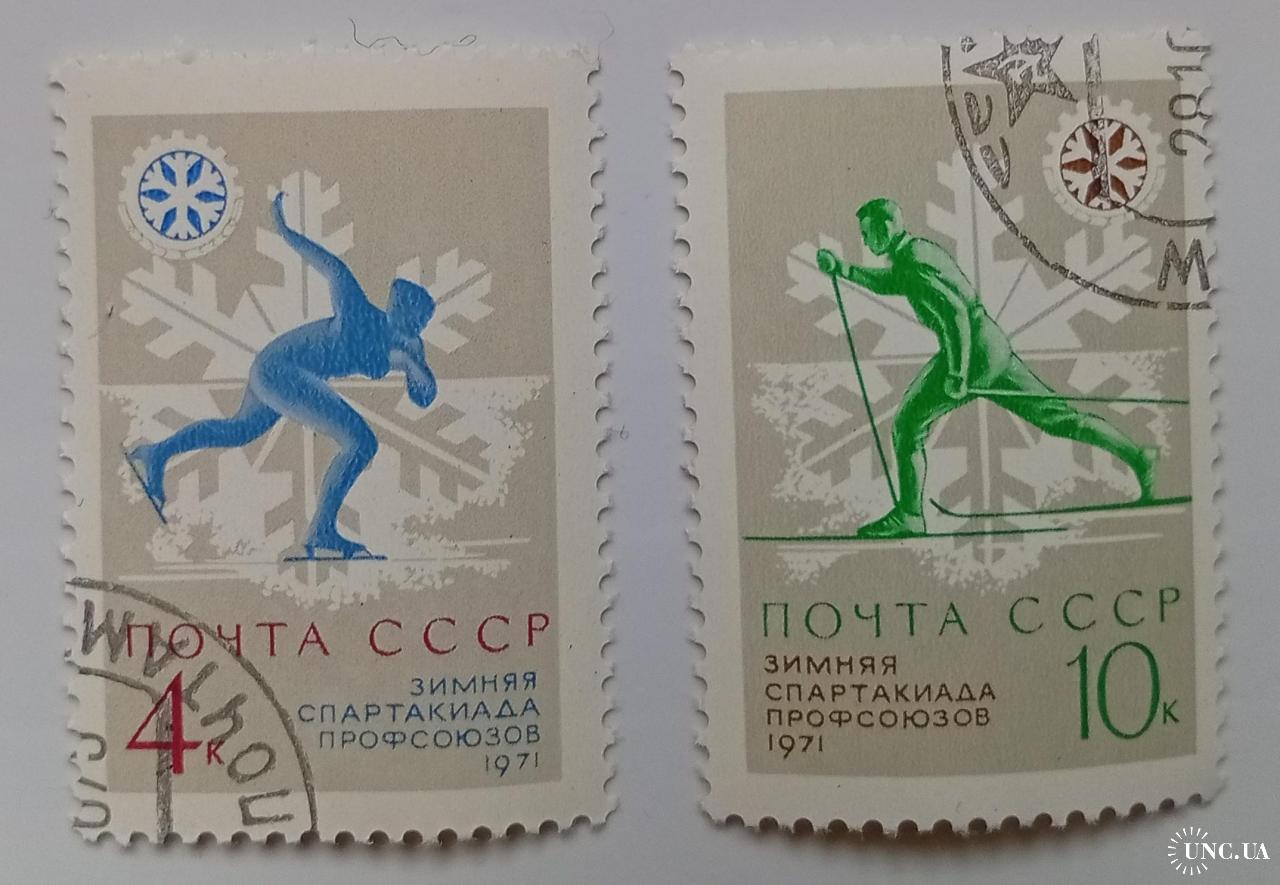 ПОЧТА СССР
4к
ЗИМНЯЯ
СПАРТАКИАДА
ПРОФСОЮЗОВ
1971
ПОЧТА СССР
10к
ЗИМНЯЯ
СПАРТАКИАДА
ПРОФСОЮЗОВ
1971
М
UNC.UA